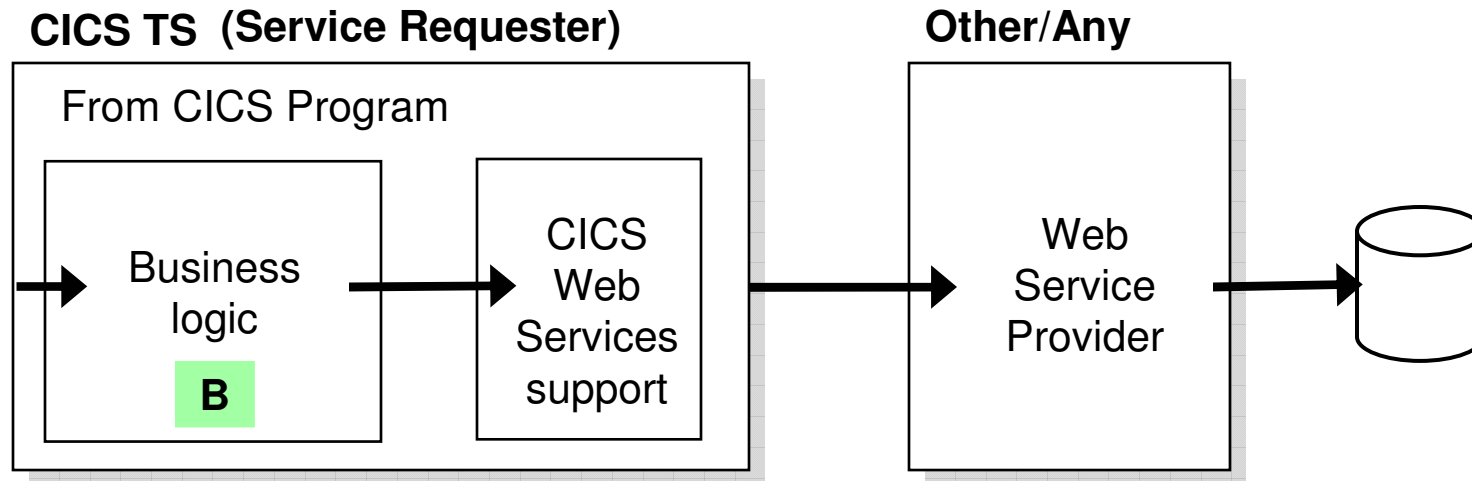 CICS TS (Service Requester)
Other/Any
From CICS Program
Business
logic
B
CICS
Web
Services
support
Web
Service
Provider